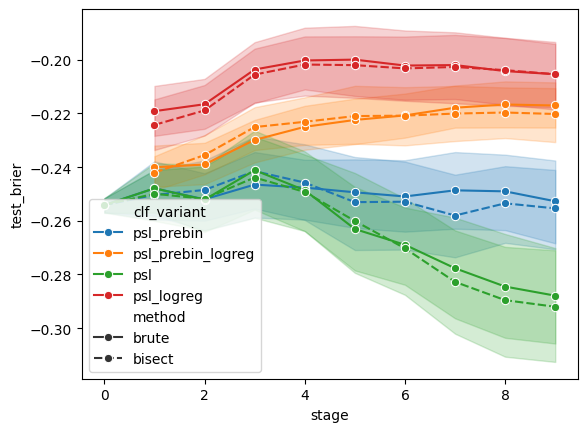 −0.20
−0.22
−0.24
−0.26
−0.28
−0.30
test_brier
clf_variant
psl_prebin
psl_prebin_logreg
psl
psl_logreg
method
brute
bisect
0 2 4 6 8
stage